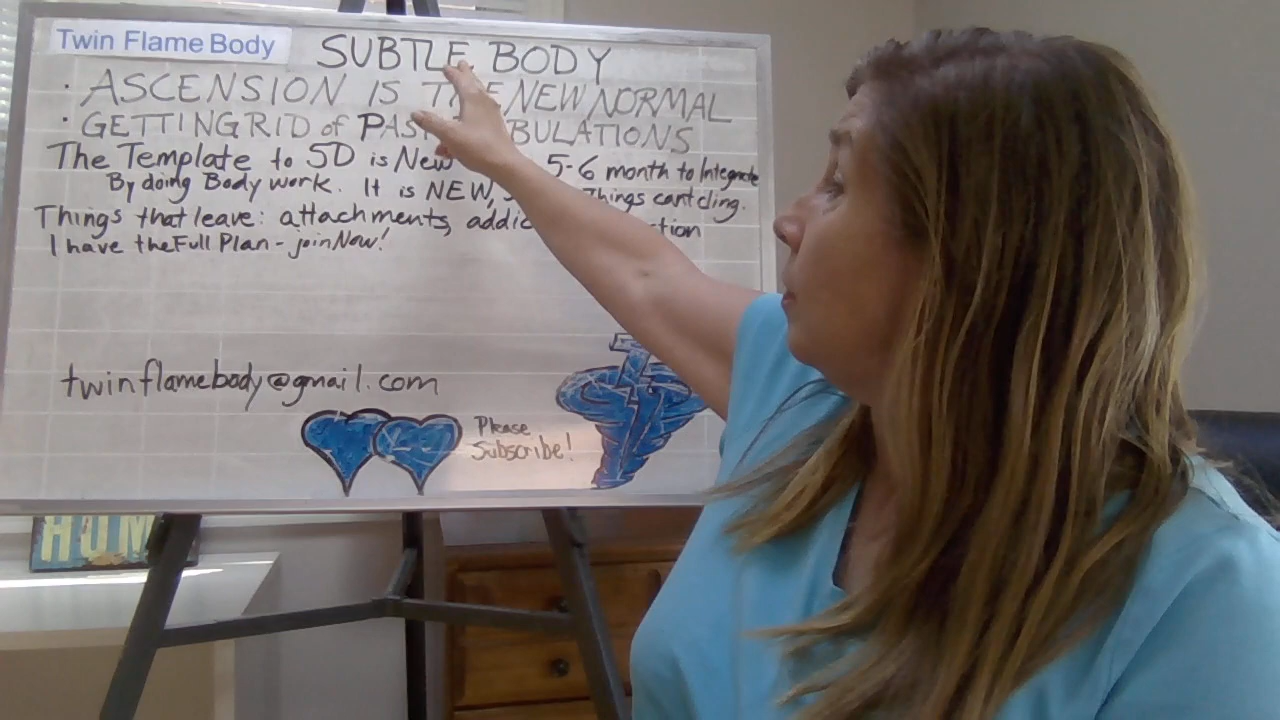 Twin Flame Body
SUBTLE BODY
· ASCENSION IS THE NEW NORMAL
· GETTING RID of PAST
The Template to 5D is New 5-6 month to Integrate
By doing Body work. It is NEW, Things cant cling.
Things that leave: attachments,
I have the Full Plan - join Now!
twinflamebody@gmail.com
Please
Subscribe!
HOM